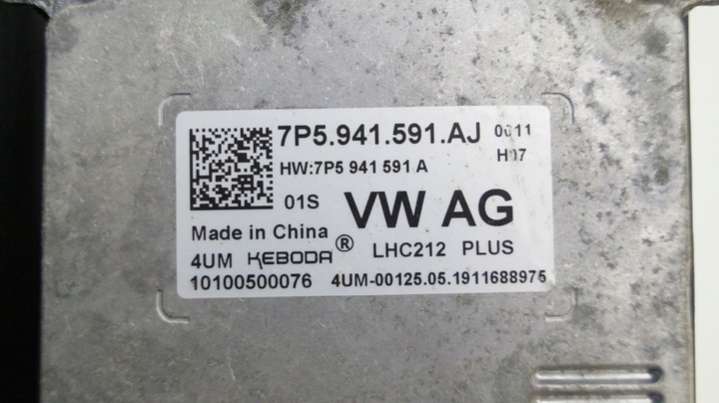 7P5.941.591.AJ 0011
HW:7P5 941 591 A H07
01S VW AG
Made in China
4UM KEBODA® LHC212 PLUS
10100500076 4UM-00125.05.1911688975